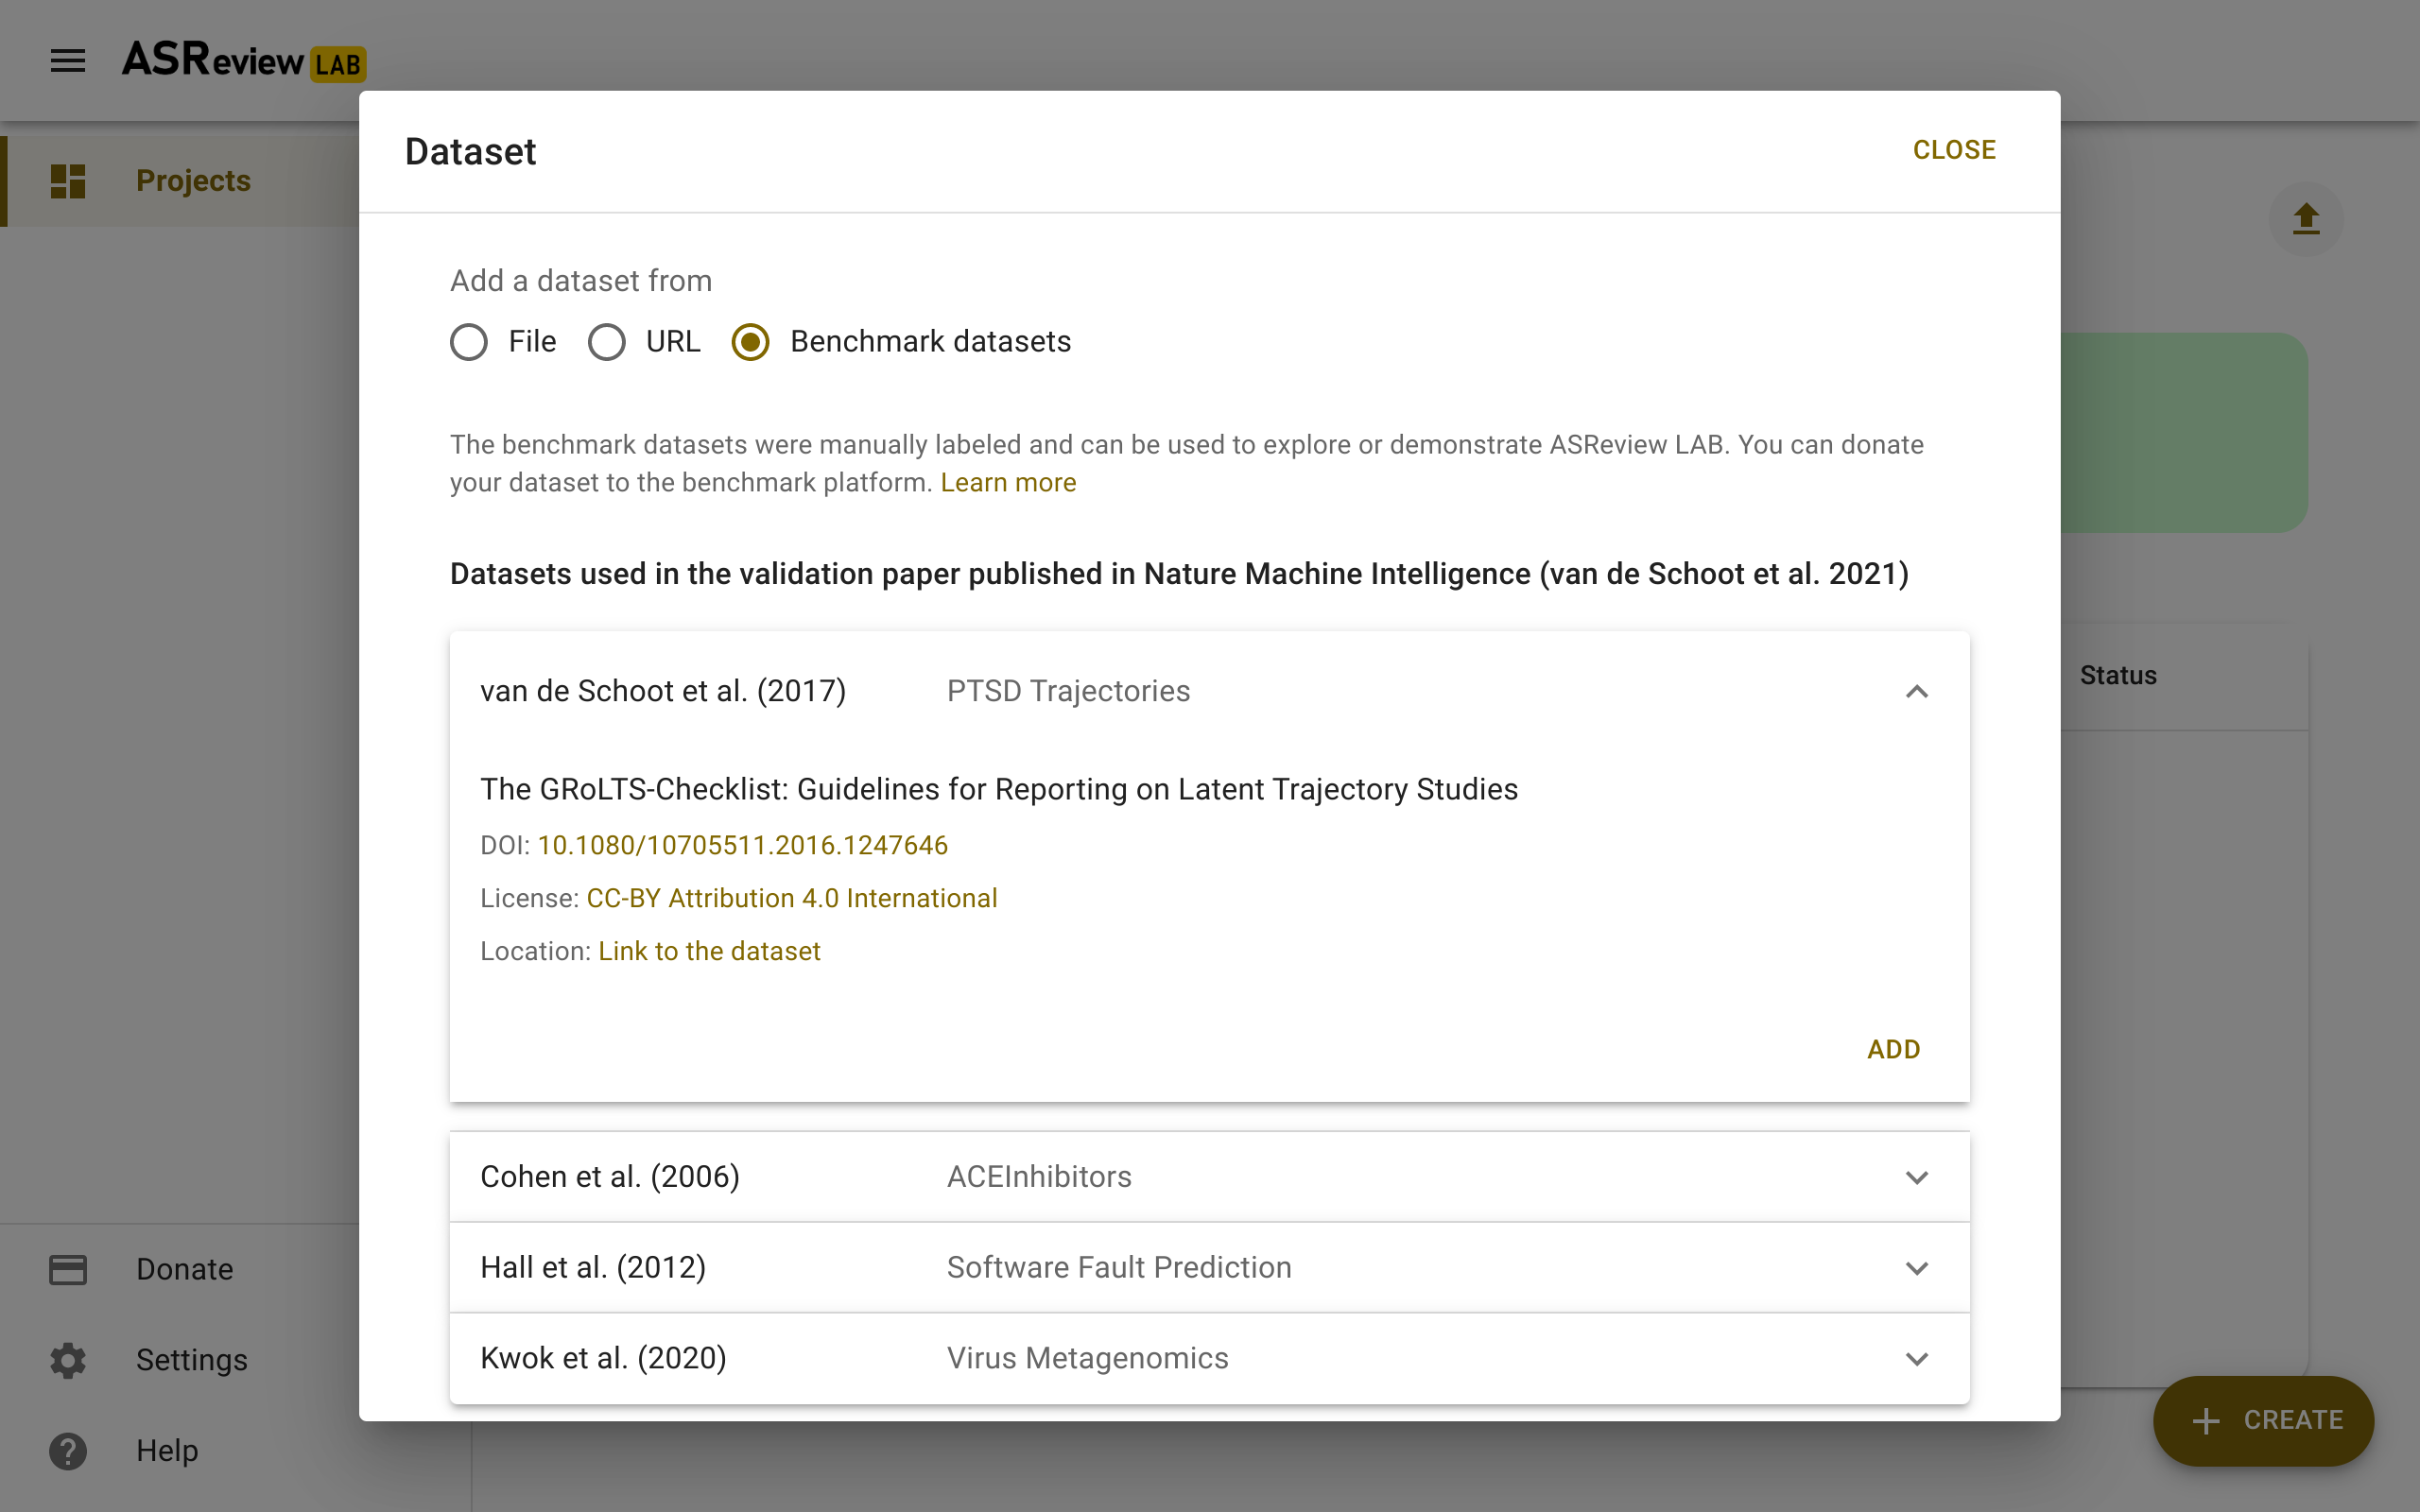 ASReview LAB
Projects
Dataset
CLOSE
Add a dataset from
File
URL
Benchmark datasets
The benchmark datasets were manually labeled and can be used to explore or demonstrate ASReview LAB. You can donate
your dataset to the benchmark platform. Learn more
Datasets used in the validation paper published in Nature Machine Intelligence (van de Schoot et al. 2021)
van de Schoot et al. (2017) PTSD Trajectories
The GRoLTS-Checklist: Guidelines for Reporting on Latent Trajectory Studies
DOI: 10.1080/10705511.2016.1247646
License: CC-BY Attribution 4.0 International
Location: Link to the dataset
ADD
Cohen et al. (2006) ACEInhibitors
Hall et al. (2012) Software Fault Prediction
Kwok et al. (2020) Virus Metagenomics
Status
Donate
Settings
Help
CREATE